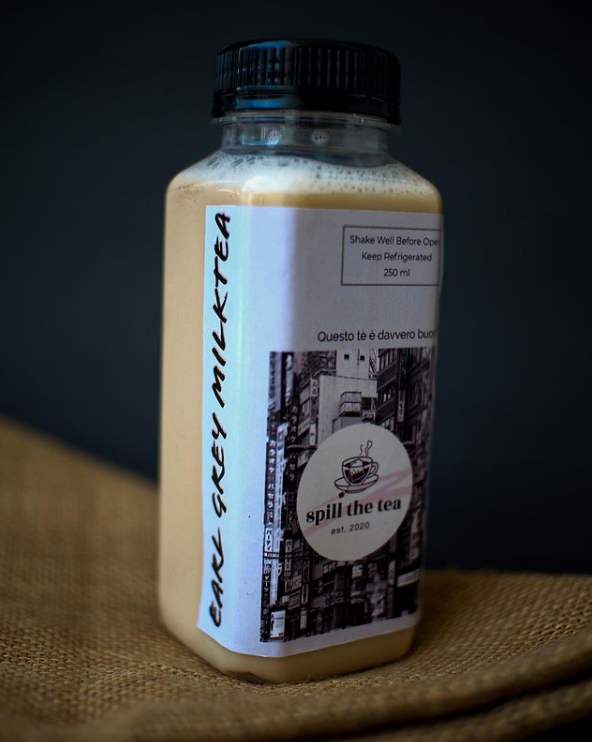 EARL GREY MILKTEA
Shake Well Before Open
Keep Refrigerated
250 ml
Questo tè è davvero
spill the tea
est. 2020